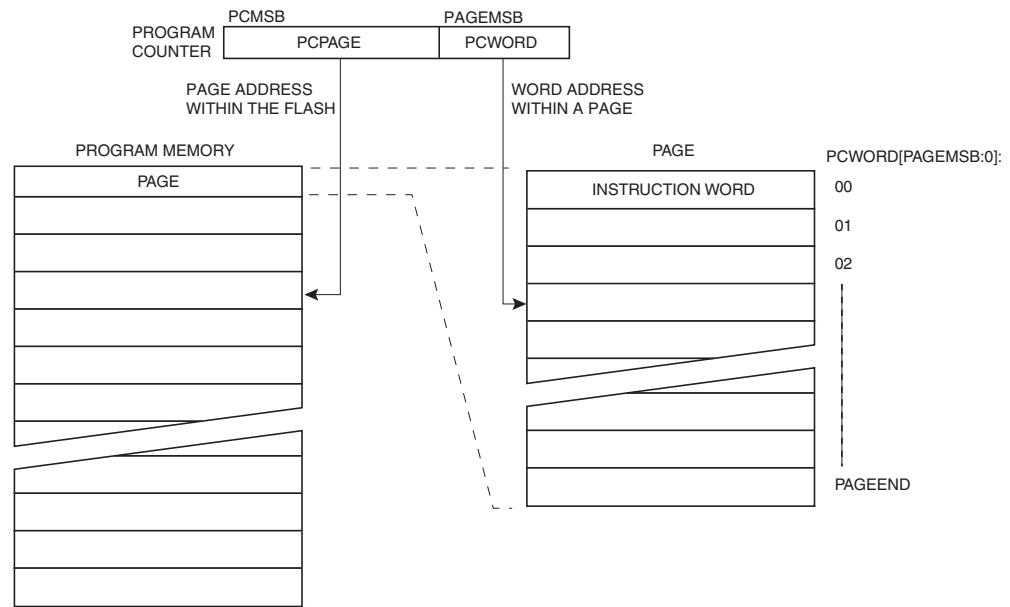 PCMSB
PAGEMSB
PROGRAM
COUNTER
PCPAGE
PCWORD
PAGE ADDRESS
WITHIN THE FLASH
WORD ADDRESS
WITHIN A PAGE
PROGRAM MEMORY
PAGE
PAGE
INSTRUCTION WORD
PCWORD[PAGEMSB:0]:
00
01
02
PAGEEND